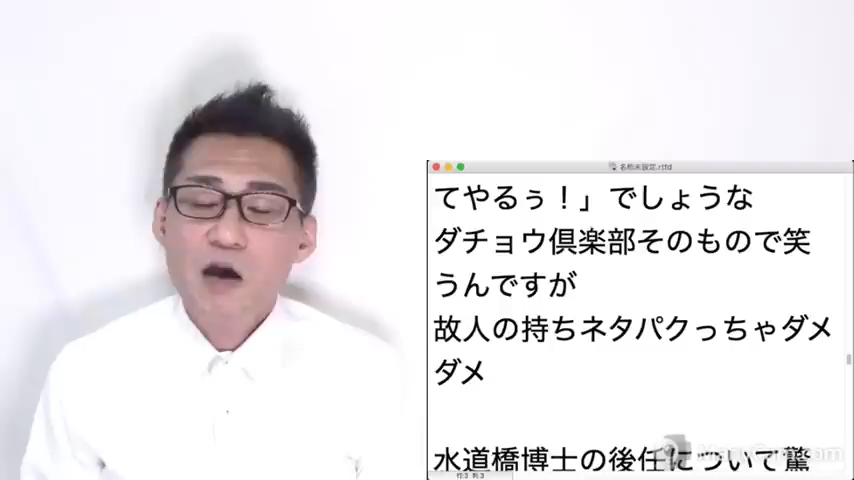 名称未設定.rtfd
てやるぅ！」でしょうな
ダチョウ倶楽部そのもので笑
うんですが
故人の持ちネタパクっちゃダメ
ダメ
水道橋博士の後任について驚
ManyCam.com